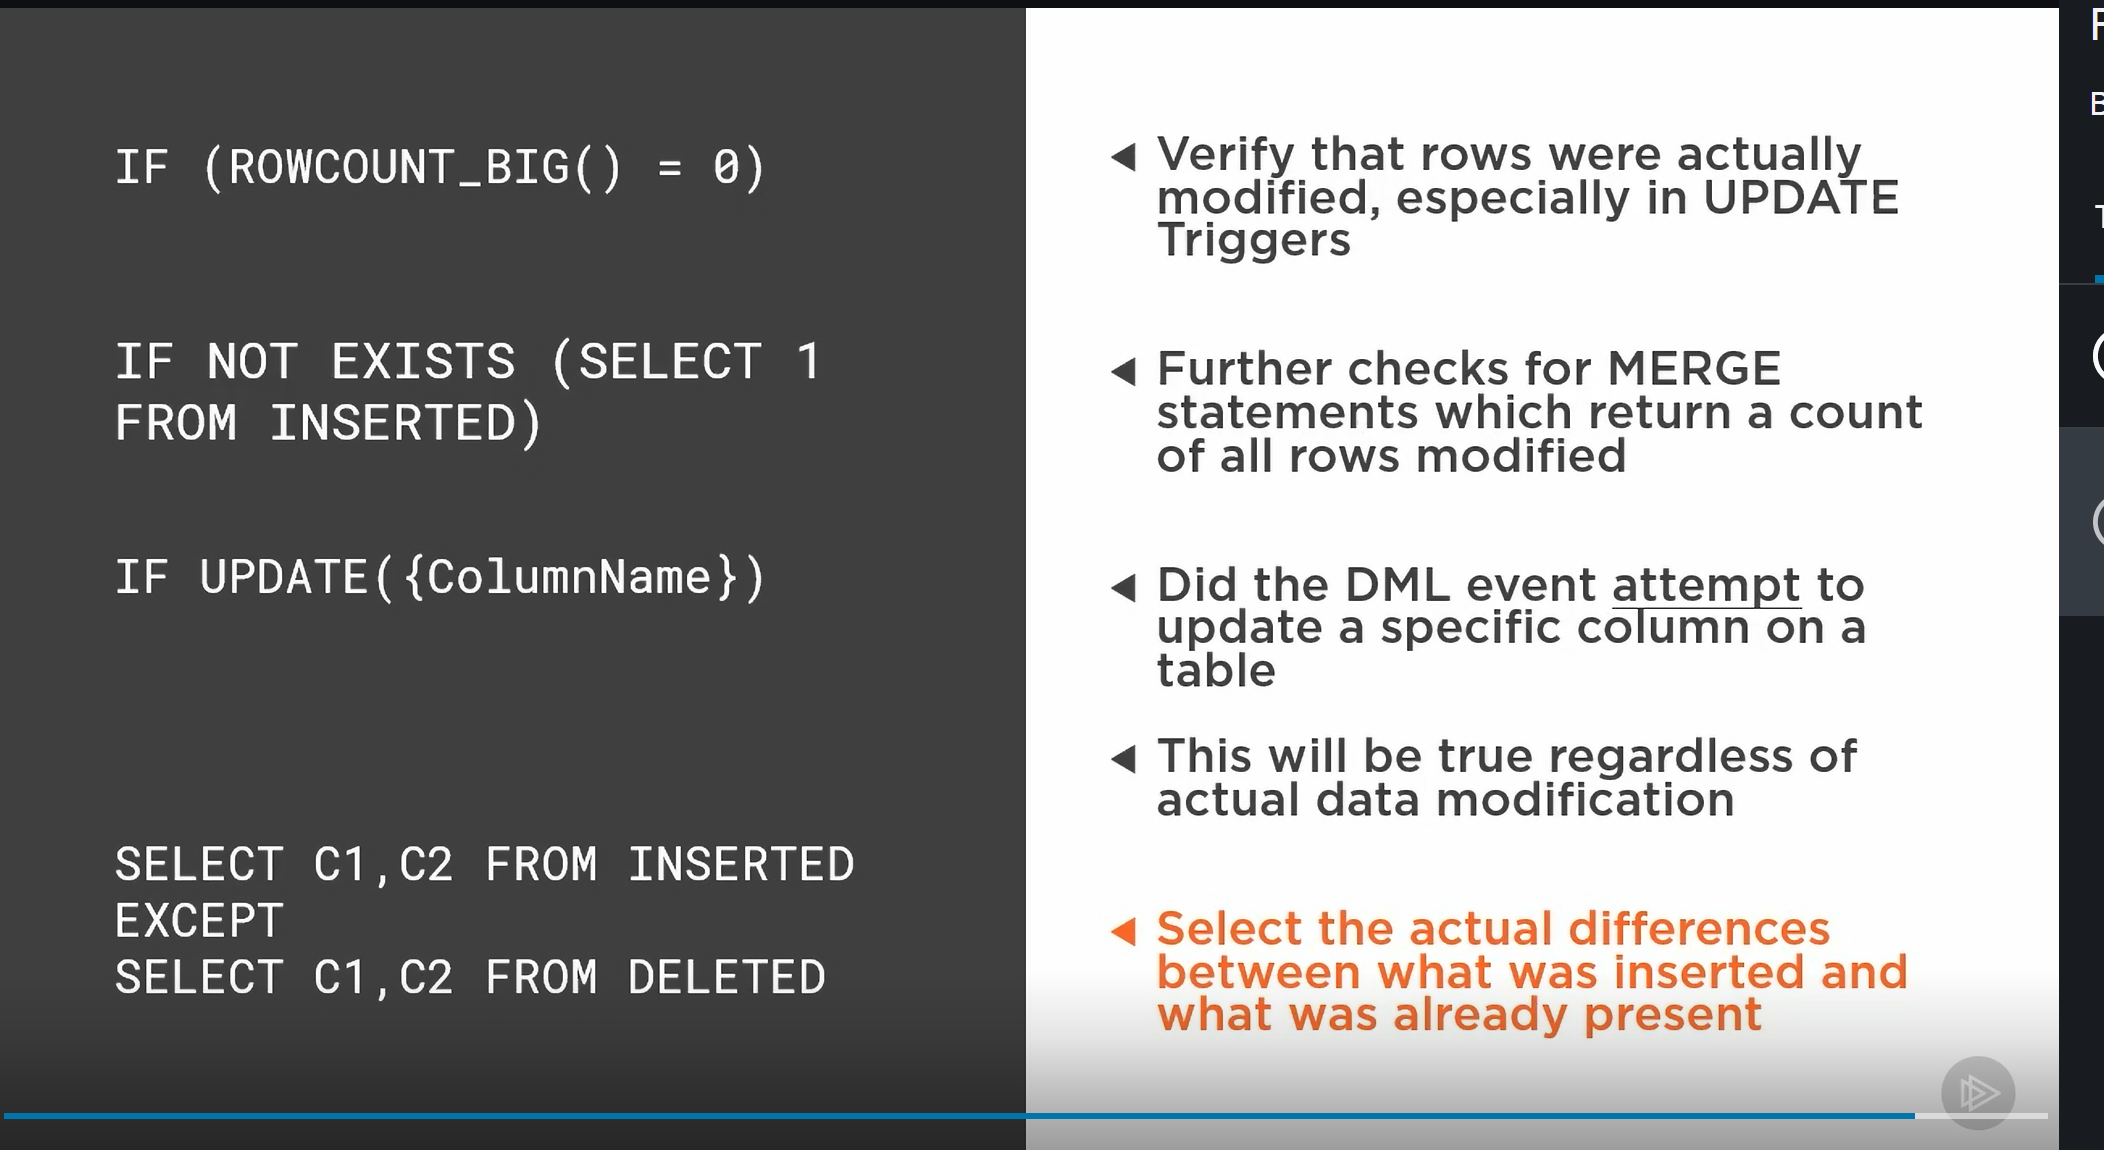 IF (ROWCOUNT_BIG() = 0)
Verify that rows were actually
modified, especially in UPDATE
Triggers
IF NOT EXISTS (SELECT 1
FROM INSERTED)
Further checks for MERGE
statements which return a count
of all rows modified
IF UPDATE({ColumnName})
Did the DML event attempt to
update a specific column on a
table
This will be true regardless of
actual data modification
SELECT C1,C2 FROM INSERTED
EXCEPT
SELECT C1,C2 FROM DELETED
Select the actual differences
between what was inserted and
what was already present